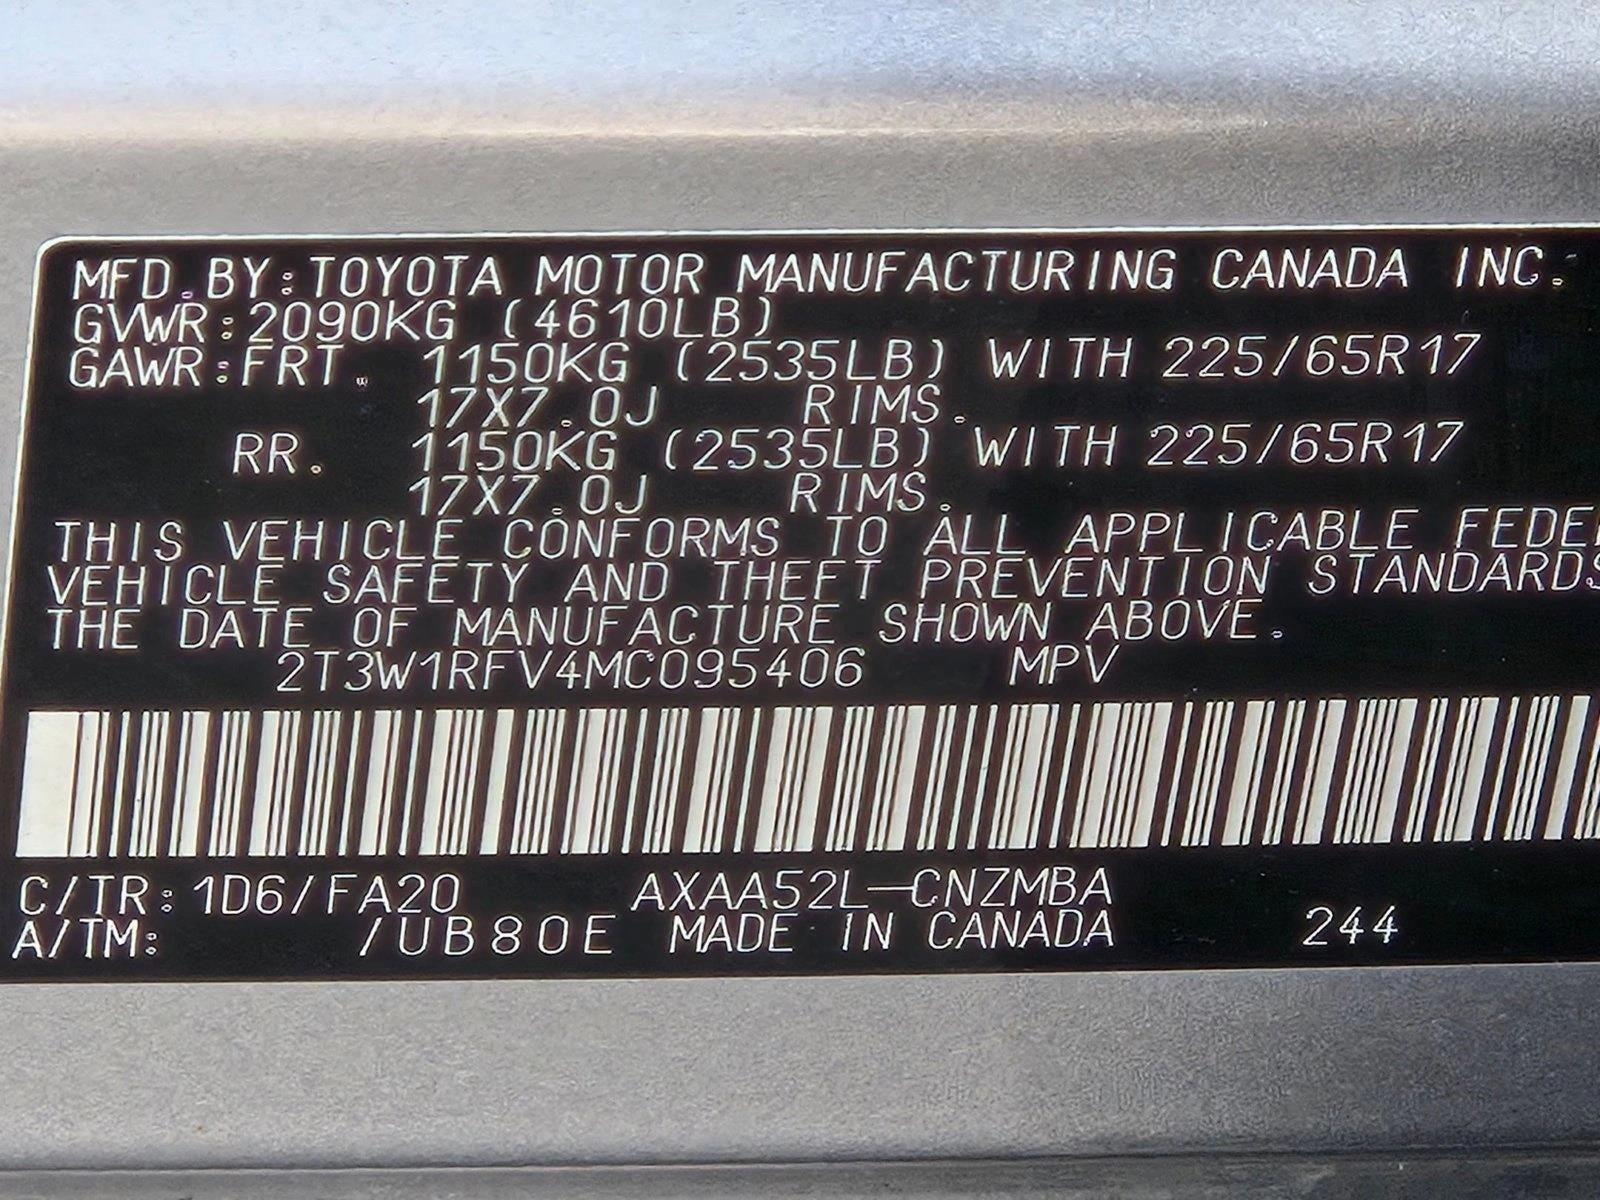 MFD.BY:TOYOTA MOTOR MANUFACTURING CANADA INC.
GVWR:2090KG (4610LB)
GAWR:FRT. 1150KG (2535LB) WITH 225/65R17
17X7.0J RIMS.
RR. 1150KG (2535LB) WITH 225/65R17
17X7.0J RIMS.
THIS VEHICLE CONFORMS TO ALL APPLICABLE FEDE
VEHICLE SAFETY AND THEFT PREVENTION STANDARDS
THE DATE OF MANUFACTURE SHOWN ABOVE.
2T3W1RFV4MC095406 MPV
C/TR:1D6/FA20 AXAA52L-CNZMBA
A/TM: /UB80E MADE IN CANADA 244